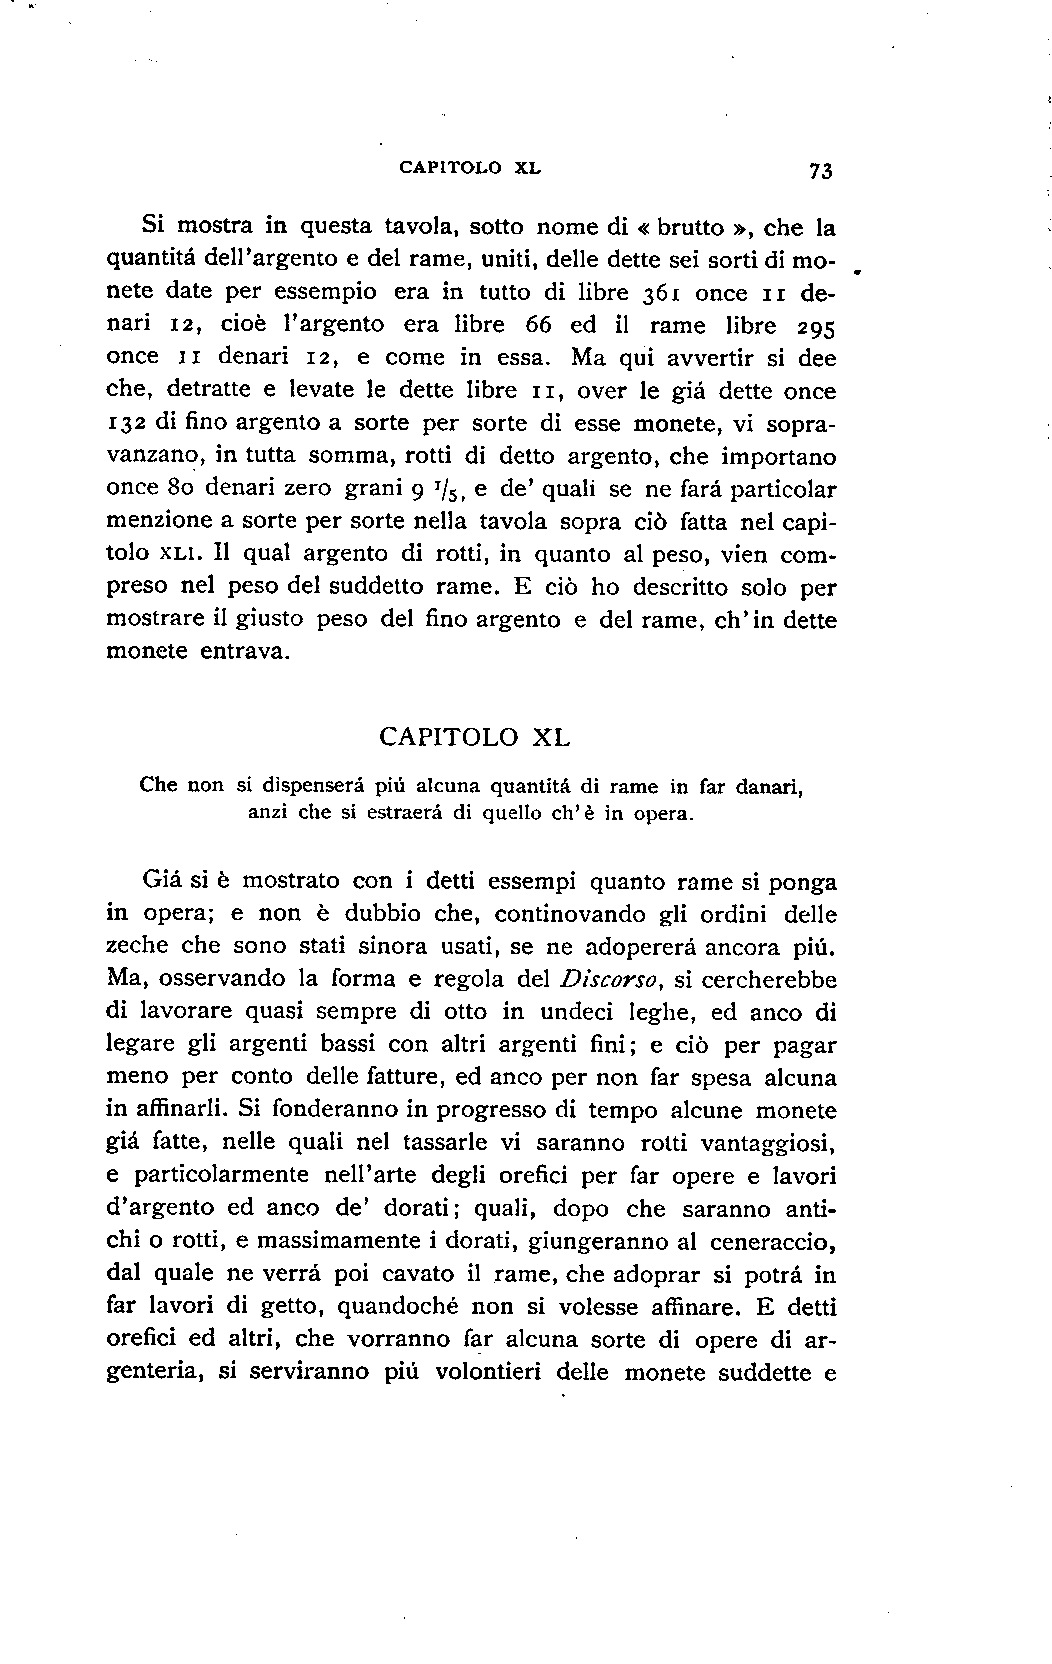 CAPITOLO XL 73
Si mostra in questa tavola, sotto nome di « brutto », che la
quantitá dell'argento e del rame, uniti, delle dette sei sorti di mo-
nete date per essempio era in tutto di libre 361 once 11 de-
nari 12, cioè l'argento era libre 66 ed il rame libre 295
once 11 denari 12, e come in essa. Ma qui avvertir si dee
che, detratte e levate le dette libre 11, over le giá dette once
132 di fino argento a sorte per sorte di esse monete, vi sopra-
vanzano, in tutta somma, rotti di detto argento, che importano
once 80 denari zero grani 9 1/5, e de' quali se ne fará particolar
menzione a sorte per sorte nella tavola sopra ciò fatta nel capi-
tolo XLI. Il qual argento di rotti, in quanto al peso, vien com-
preso nel peso del suddetto rame. E ciò ho descritto solo per
mostrare il giusto peso del fino argento e del rame, ch'in dette
monete entrava.
CAPITOLO XL
Che non si dispenserá piú alcuna quantitá di rame in far danari,
anzi che si estraerá di quello ch'è in opera.
Giá si è mostrato con i detti essempi quanto rame si ponga
in opera; e non è dubbio che, continovando gli ordini delle
zeche che sono stati sinora usati, se ne adopererá ancora piú.
Ma, osservando la forma e regola del Discorso, si cercherebbe
di lavorare quasi sempre di otto in undeci leghe, ed anco di
legare gli argenti bassi con altri argenti fini; e ciò per pagar
meno per conto delle fatture, ed anco per non far spesa alcuna
in affinarli. Si fonderanno in progresso di tempo alcune monete
giá fatte, nelle quali nel tassarle vi saranno rotti vantaggiosi,
e particolarmente nell'arte degli orefici per far opere e lavori
d'argento ed anco de' dorati; quali, dopo che saranno anti-
chi o rotti, e massimamente i dorati, giungeranno al ceneraccio,
dal quale ne verrá poi cavato il rame, che adoprar si potrá in
far lavori di getto, quandoché non si volesse affinare. E detti
orefici ed altri, che vorranno far alcuna sorte di opere di ar-
genteria, si serviranno piú volontieri delle monete suddette e